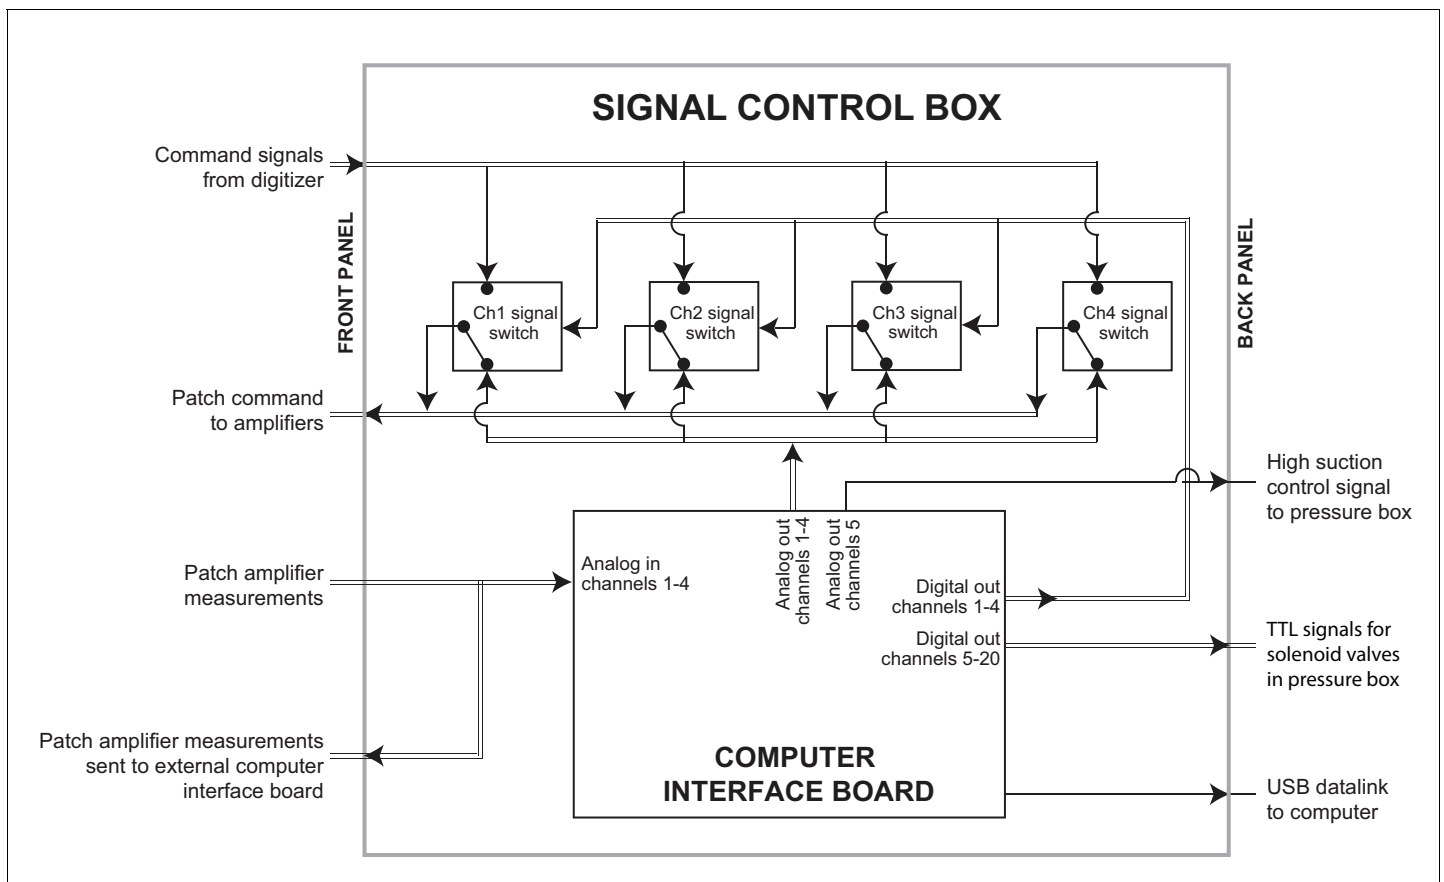 SIGNAL CONTROL BOX
Command signals
from digitizer
FRONT PANEL
BACK PANEL
Ch1 signal
switch
Ch2 signal
switch
Ch3 signal
switch
Ch4 signal
switch
Patch command
to amplifiers
High suction
control signal
to pressure box
Analog out
channels 1-4
Analog out
channels 5
Patch amplifier
measurements
Analog in
channels 1-4
Digital out
channels 1-4
Digital out
channels 5-20
TTL signals for
solenoid valves
in pressure box
Patch amplifier measurements
sent to external computer
interface board
COMPUTER
INTERFACE BOARD
USB datalink
to computer